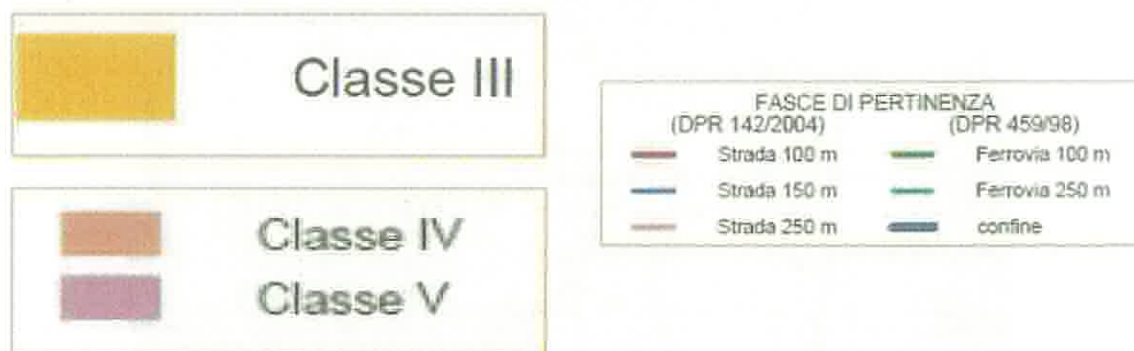 Classe III
Classe IV
Classe V
FASCE DI PERTINENZA
(DPR 142/2004) (DPR 459/98)
Strada 100 m Ferrovia 100 m
Strada 150 m Ferrovia 250 m
Strada 250 m confine